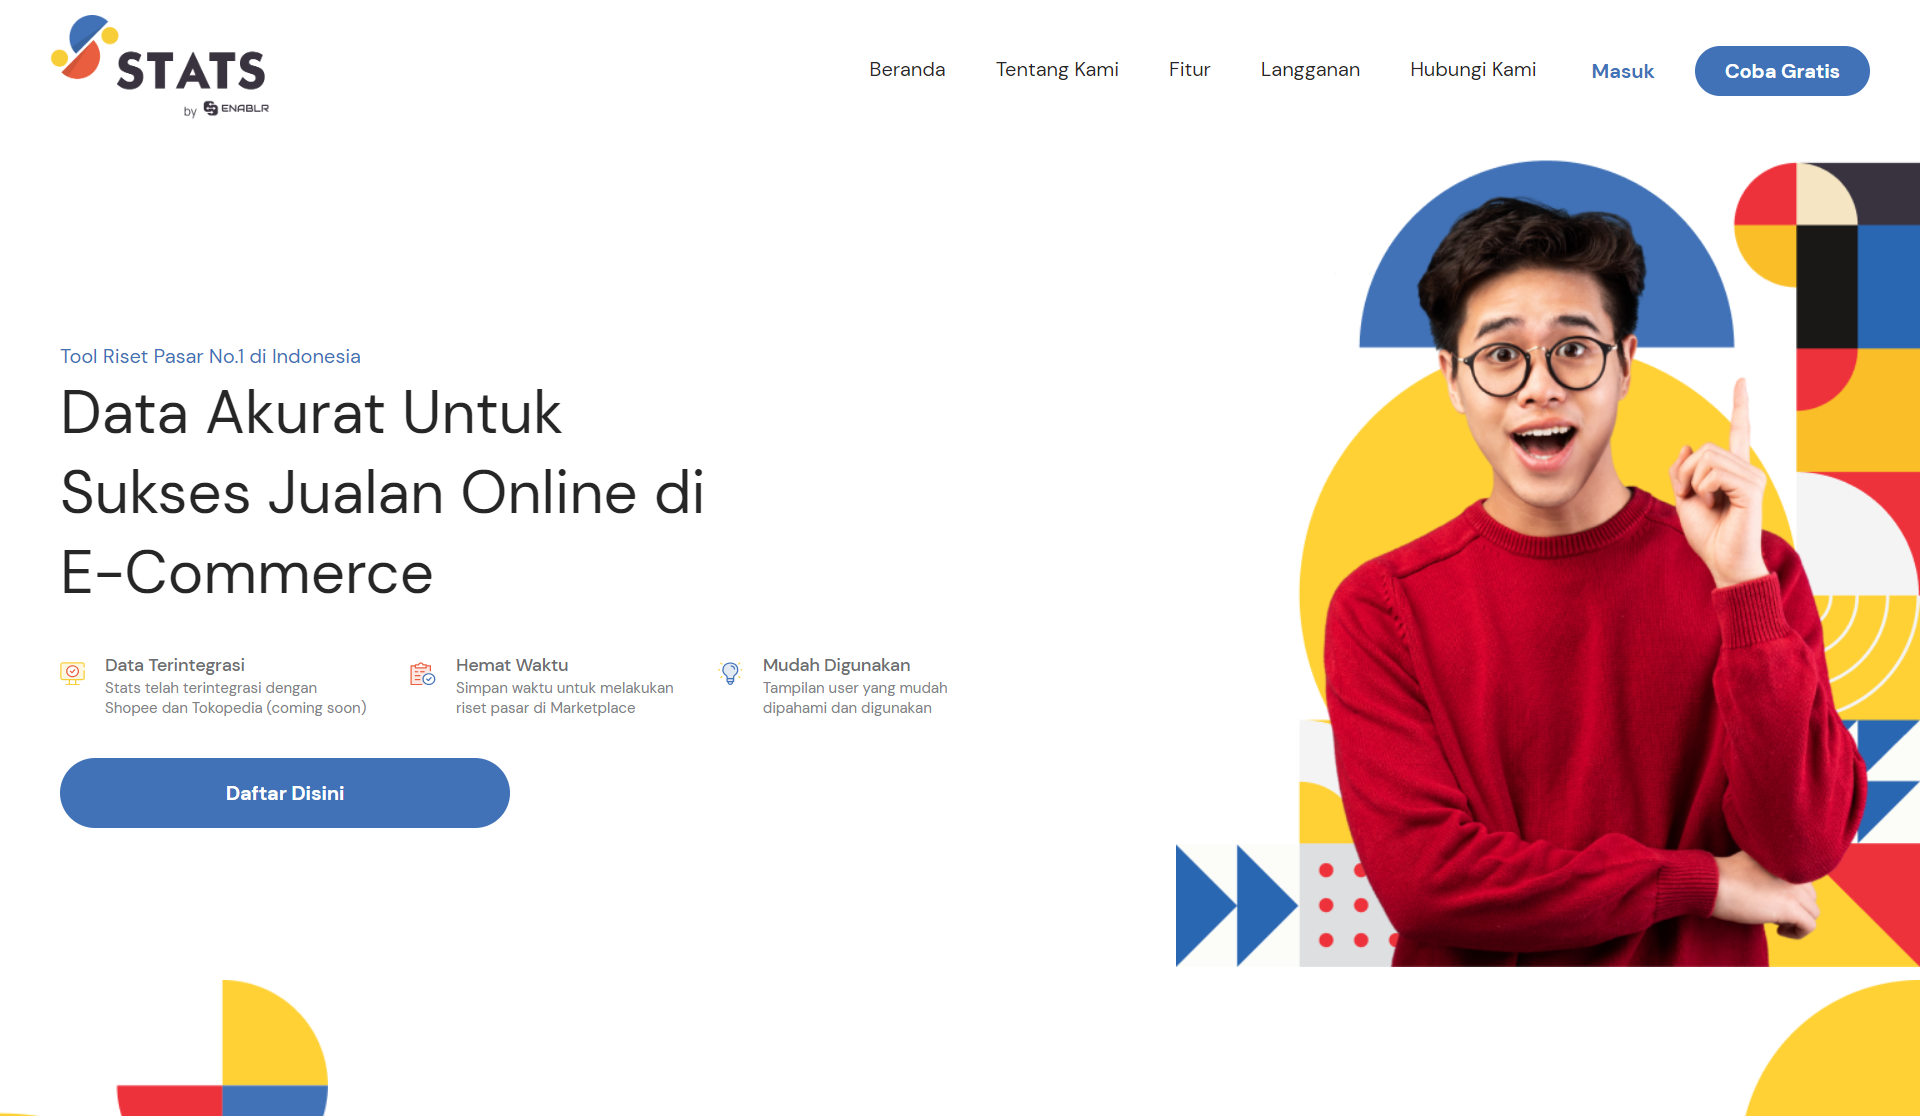 STATS
by ENABLR
Beranda
Tentang Kami
Fitur
Langganan
Hubungi Kami
Masuk
Coba Gratis
Tool Riset Pasar No.1 di Indonesia
Data Akurat Untuk
Sukses Jualan Online di
E-Commerce
Data Terintegrasi
Stats telah terintegrasi dengan
Shopee dan Tokopedia (coming soon)
Hemat Waktu
Simpan waktu untuk melakukan
riset pasar di Marketplace
Mudah Digunakan
Tampilan user yang mudah
dipahami dan digunakan
Daftar Disini